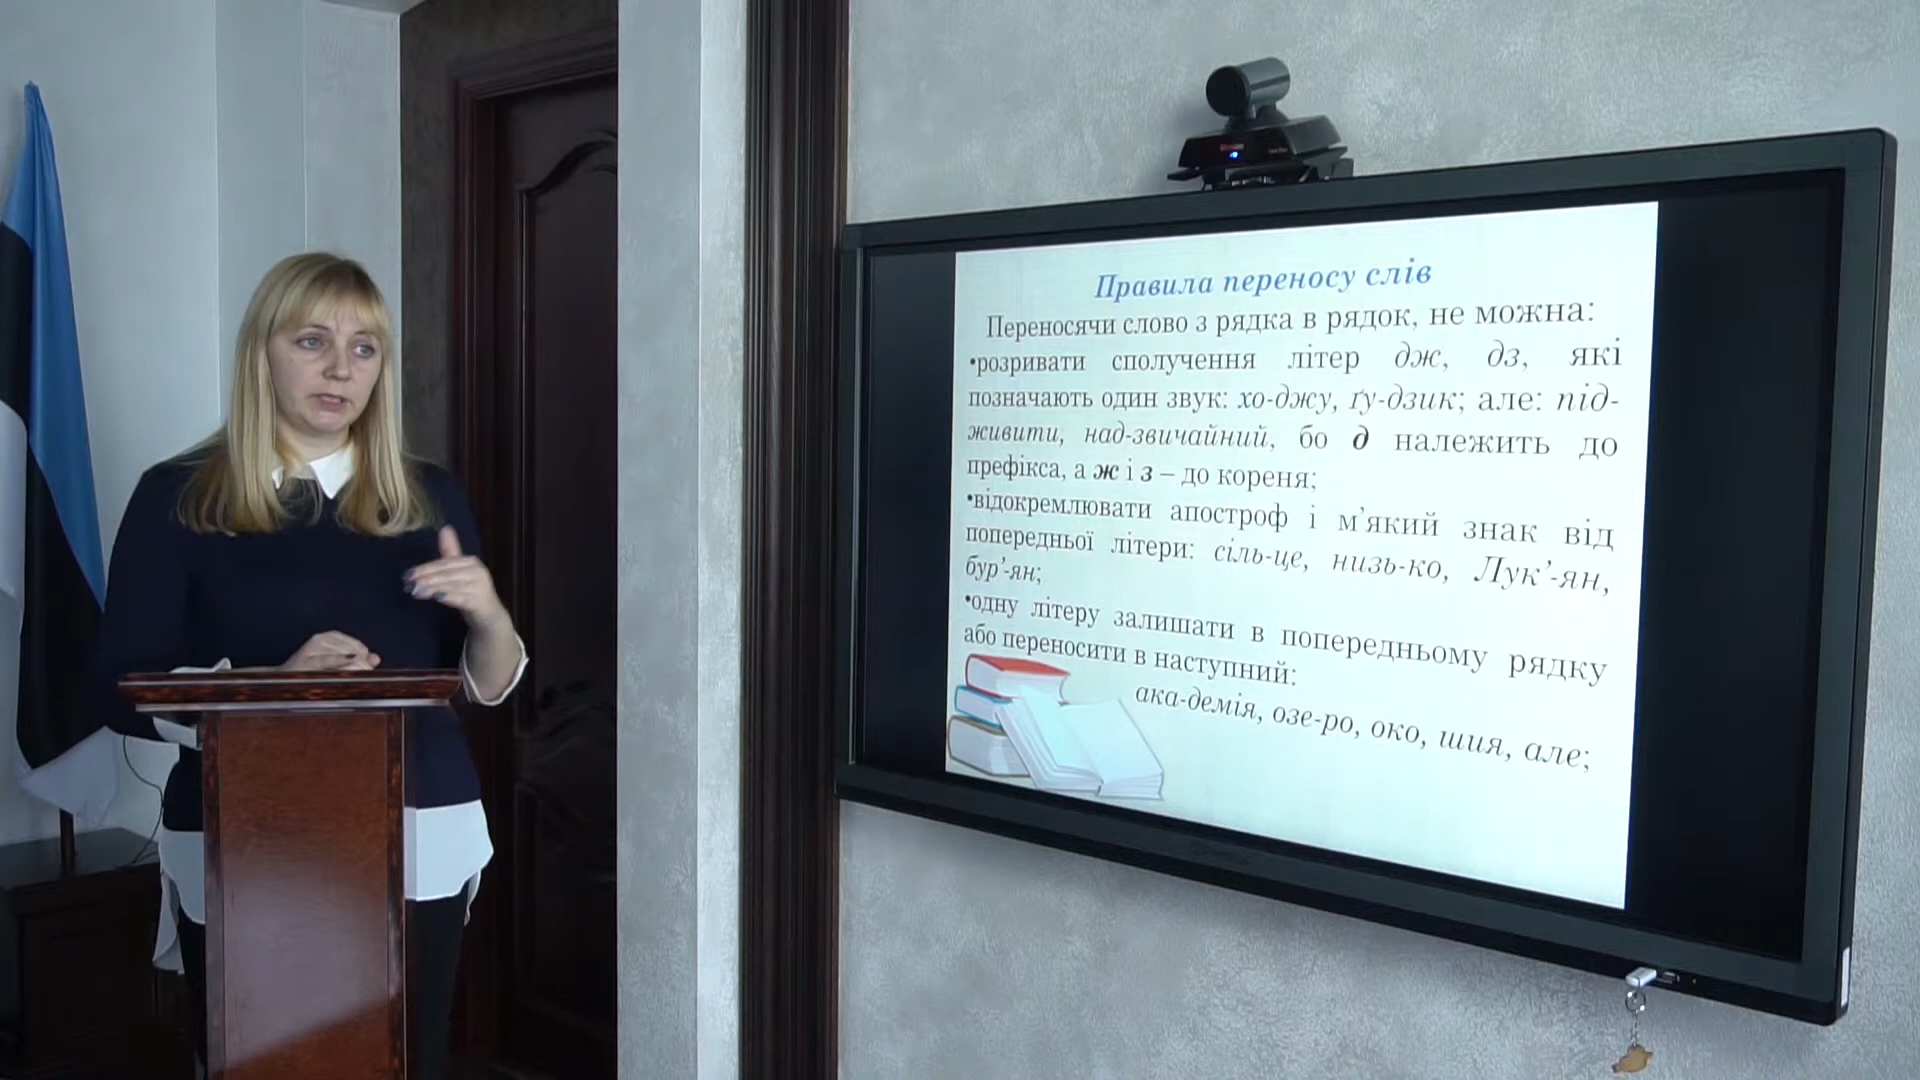 Правила переносу слів
Переносячи слово з рядка в рядок, не можна:
•розривати сполучення літер дж, дз, які
позначають один звук: хо-джу, ґу-дзик; але: під-
живити, над-звичайний, бо д належить до
префікса, а ж і з – до кореня;
•відокремлювати апостроф і м’який знак від
попередньої літери: сіль-це, низь-ко, Лук’-ян,
бур’-ян;
•одну літеру залишати в попередньому рядку
або переносити в наступний:
ака-демія, озе-ро, око, шия, але;